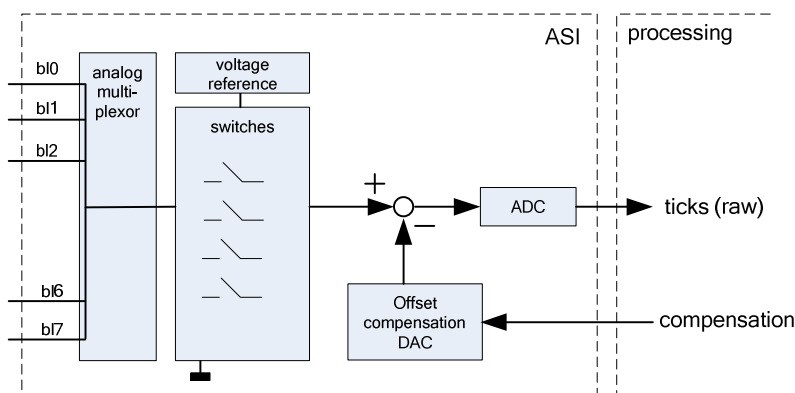 ASI
processing
bl0
bl1
bl2
bl6
bl7
analog
multi-
plexor
voltage
reference
switches
+
−
ADC
ticks (raw)
Offset
compensation
DAC
compensation